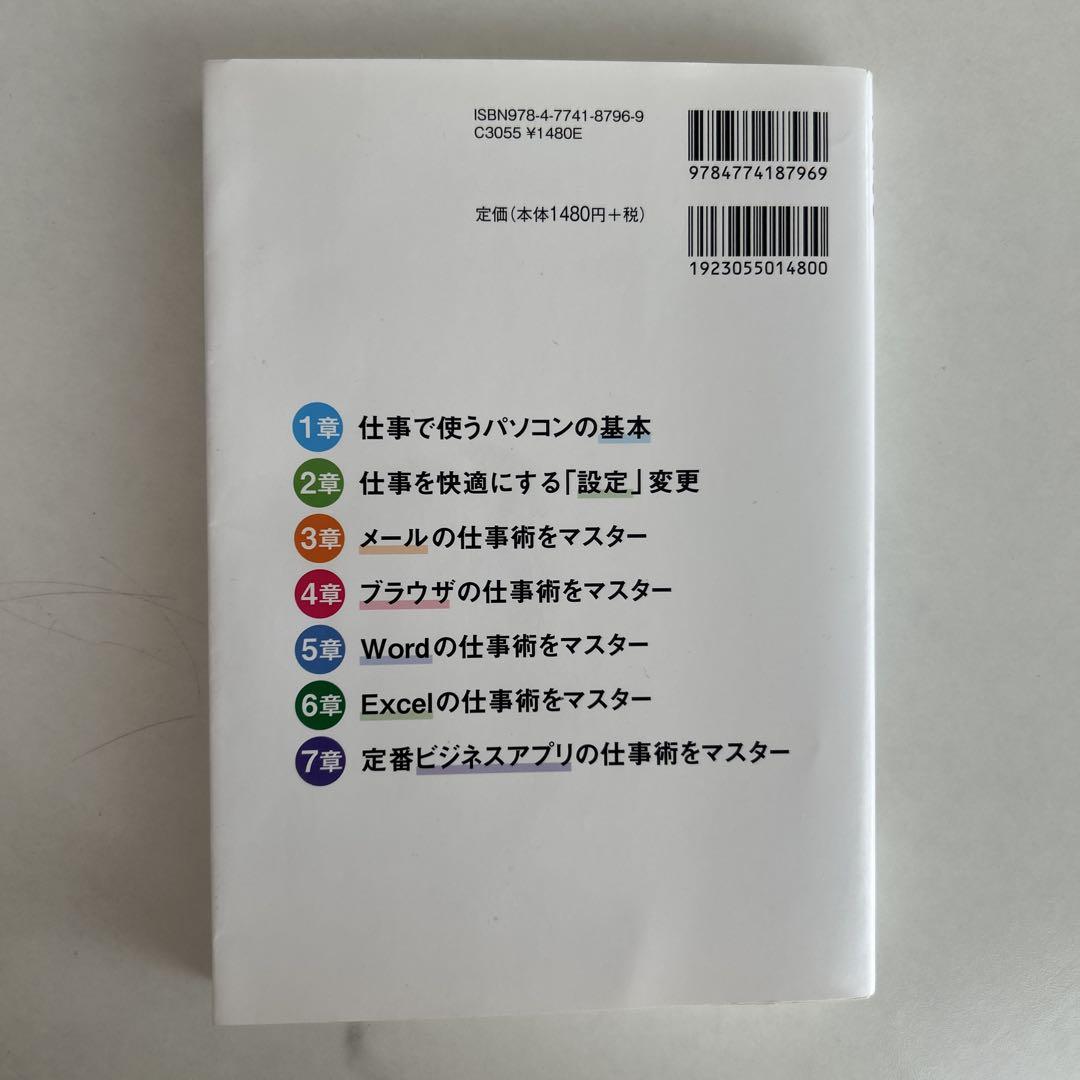 ISBN978-4-7741-8796-9
C3055 ¥1480E
9784774187969
定価(本体1480円+税)
1923055014800
1章 仕事で使うパソコンの基本
2章 仕事を快適にする「設定」変更
3章 メールの仕事術をマスター
4章 ブラウザの仕事術をマスター
5章 Wordの仕事術をマスター
6章 Excelの仕事術をマスター
7章 定番ビジネスアプリの仕事術をマスター